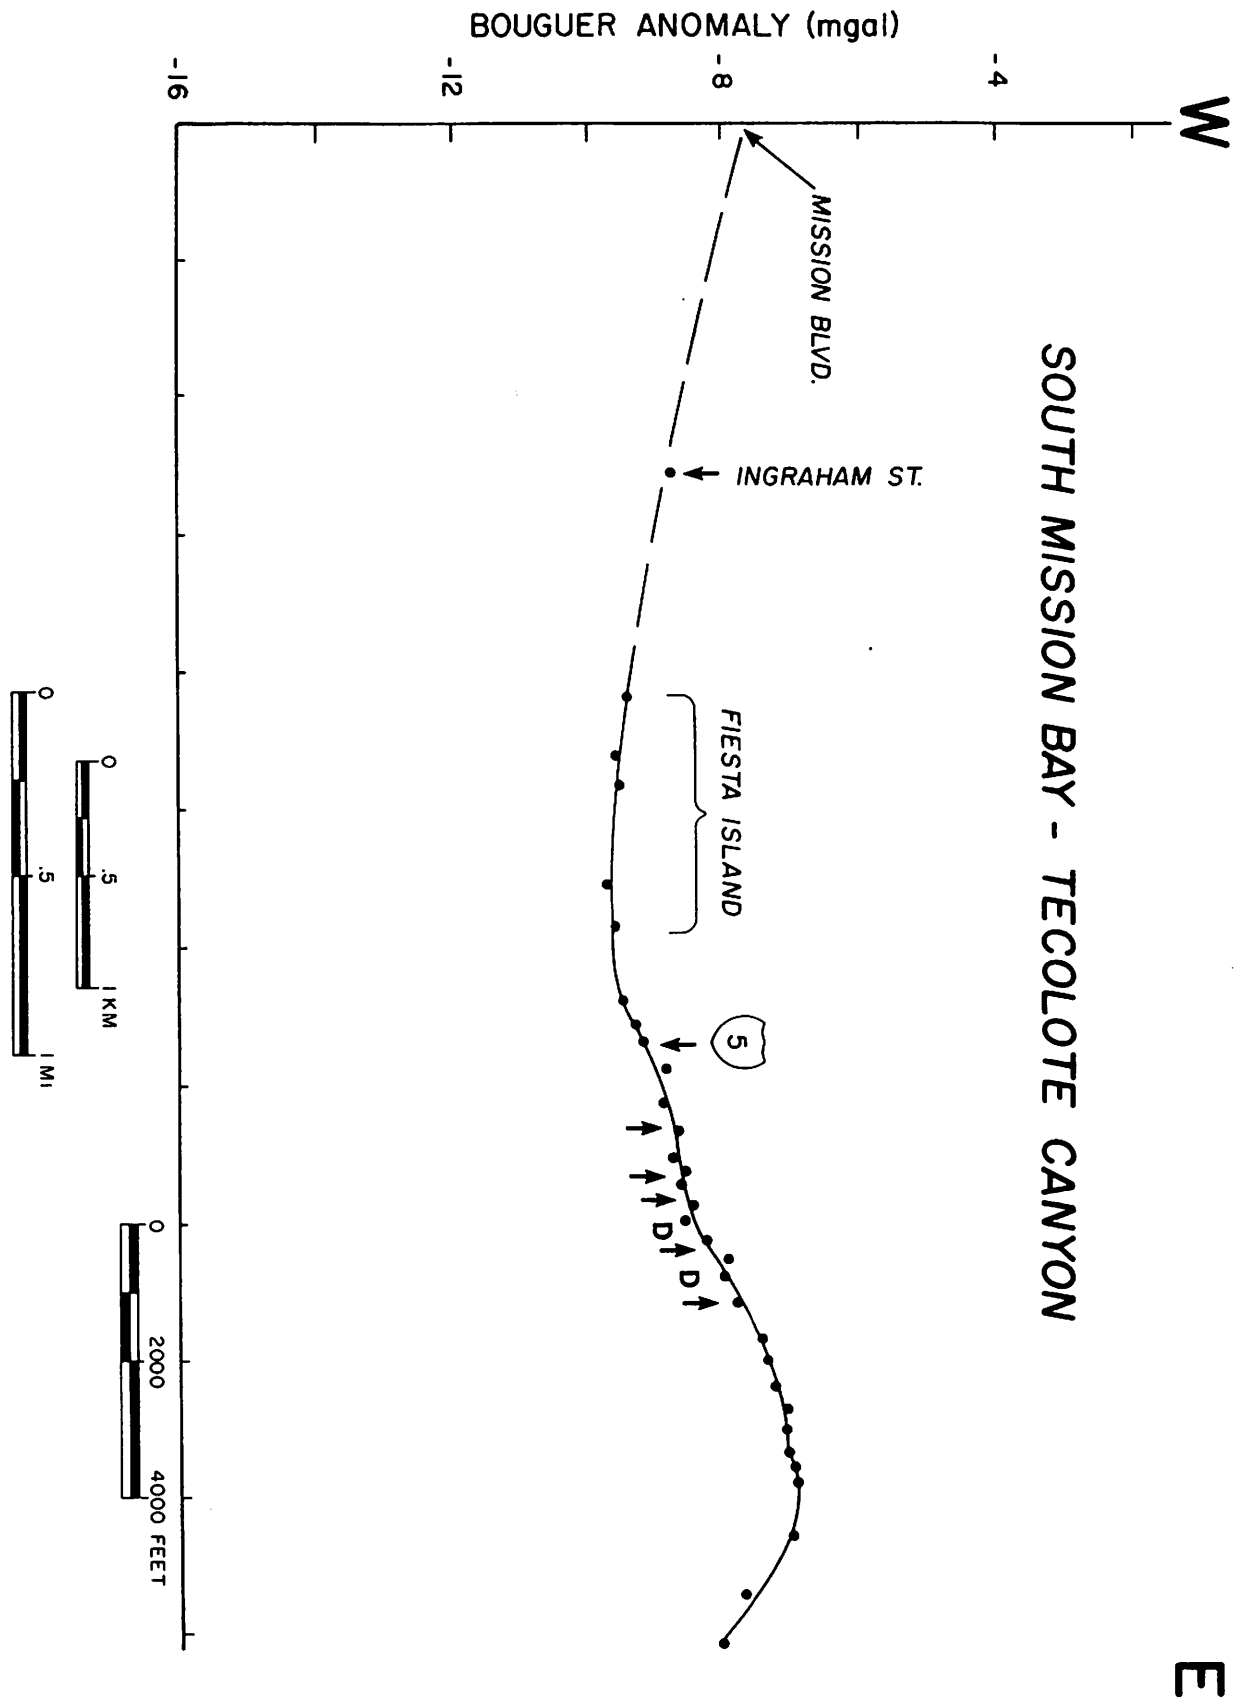 SOUTH MISSION BAY - TECOLOTE CANYON
W
E
BOUGUER ANOMALY (mgal)
-4
-8
-12
-16
MISSION BLVD.
INGRAHAM ST.
FIESTA ISLAND
5
D
D
0 2000 4000 FEET
0 .5 1 KM
0 .5 1 MI